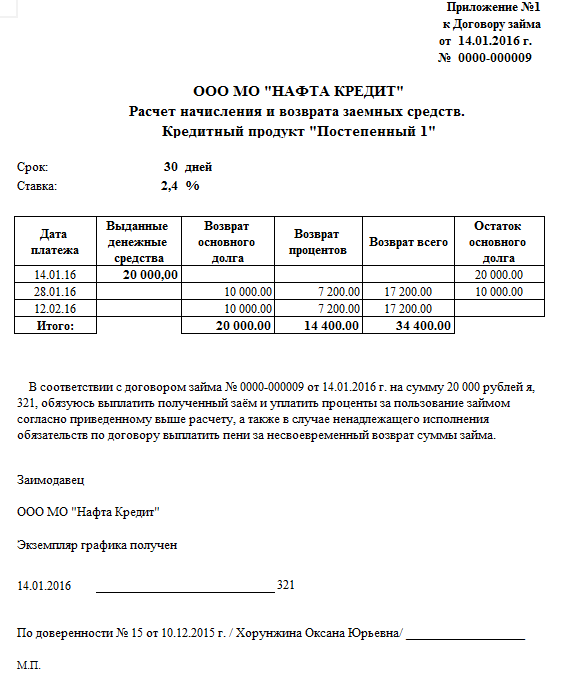 Приложение №1
к Договору займа
от 14.01.2016 г.
№ 0000-000009
ООО МО "НАФТА КРЕДИТ"
Расчет начисления и возврата заемных средств.
Кредитный продукт "Постепенный 1"
Срок: 30 дней
Ставка: 2,4 %
Дата платежа Выданные денежные средства Возврат основного долга Возврат процентов Возврат всего Остаток основного долга
14.01.16 20 000,00 20 000.00
28.01.16 10 000.00 7 200.00 17 200.00 10 000.00
12.02.16 10 000.00 7 200.00 17 200.00
Итого: 20 000.00 14 400.00 34 400.00
В соответствии с договором займа № 0000-000009 от 14.01.2016 г. на сумму 20 000 рублей я,
321, обязуюсь выплатить полученный заём и уплатить проценты за пользование займом
согласно приведенному выше расчету, а также в случае ненадлежащего исполнения
обязательств по договору выплатить пени за несвоевременный возврат суммы займа.
Заимодавец
ООО МО "Нафта Кредит"
Экземпляр графика получен
14.01.2016 ____________________________ 321
По доверенности № 15 от 10.12.2015 г. / Хорунжина Оксана Юрьевна/ ___________________
М.П.